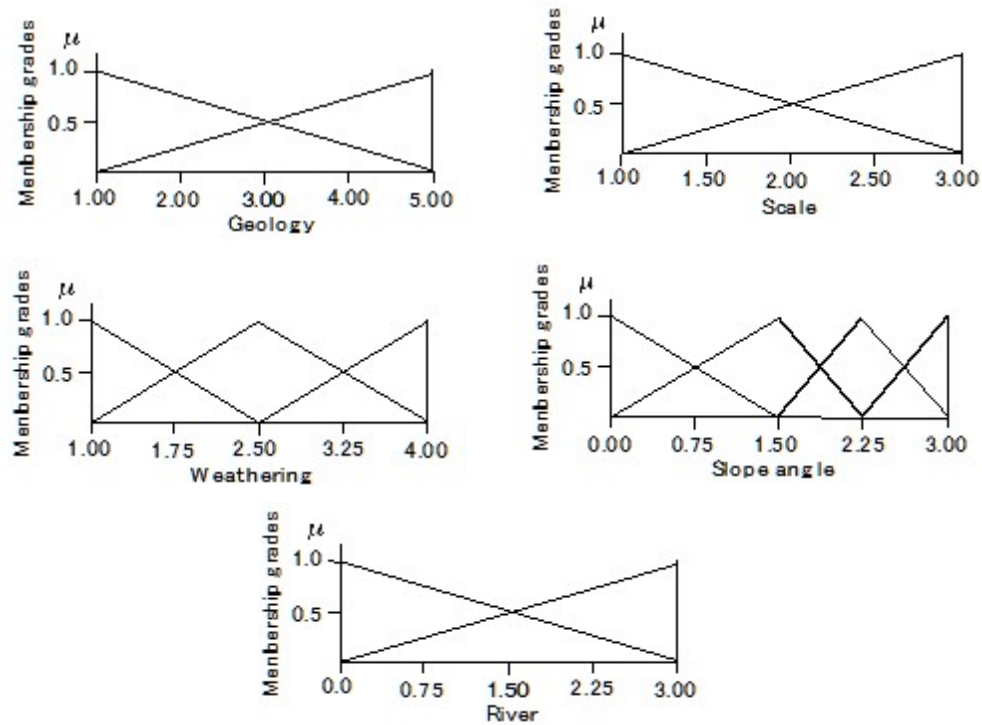 Menbership grades
μ
1.0
0.5
1.00 2.00 3.00 4.00 5.00
Geology
Menbership grades
μ
1.0
0.5
1.00 1.50 2.00 2.50 3.00
Scale
Menbership grades
μ
1.0
0.5
1.00 1.75 2.50 3.25 4.00
Weathering
Menbership grades
μ
1.0
0.5
0.00 0.75 1.50 2.25 3.00
Slope angle
Menbership grades
μ
1.0
0.5
0.0 0.75 1.50 2.25 3.00
River